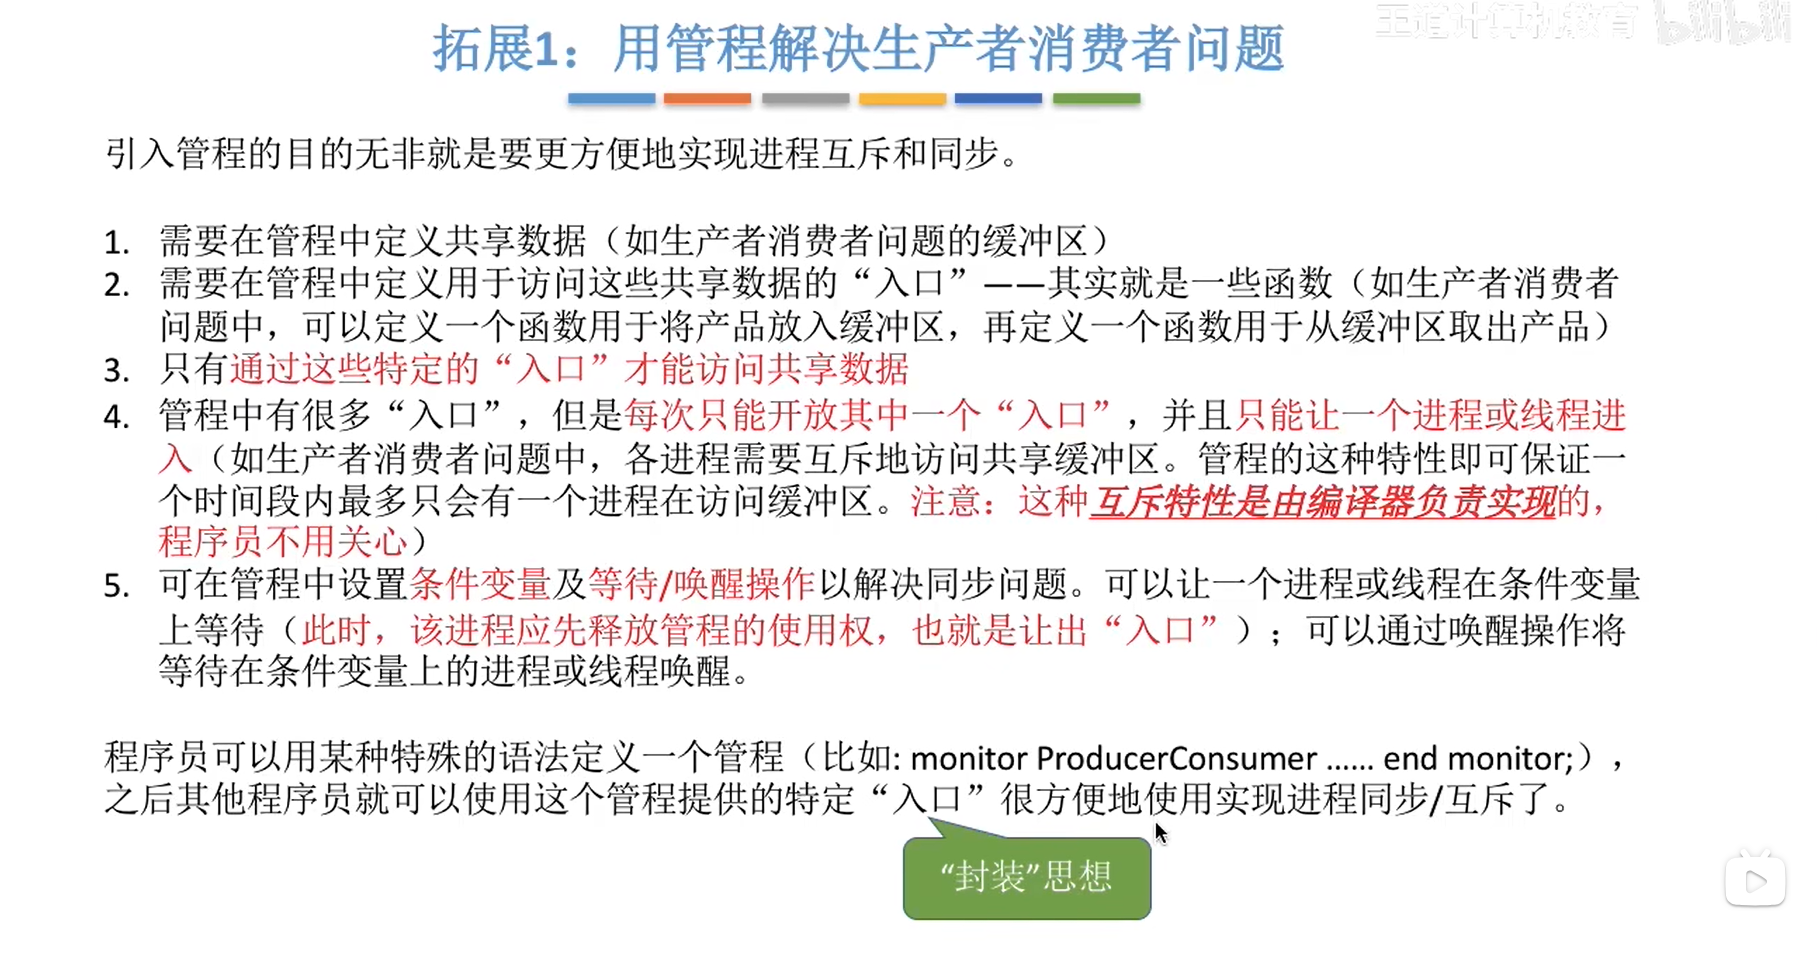 王道计算机教育 bilibili
拓展1：用管程解决生产者消费者问题
引入管程的目的无非就是要更方便地实现进程互斥和同步。
1. 需要在管程中定义共享数据（如生产者消费者问题的缓冲区）
2. 需要在管程中定义用于访问这些共享数据的“入口”——其实就是一些函数（如生产者消费者
问题中，可以定义一个函数用于将产品放入缓冲区，再定义一个函数用于从缓冲区取出产品）
3. 只有通过这些特定的“入口”才能访问共享数据
4. 管程中有很多“入口”，但是每次只能开放其中一个“入口”，并且只能让一个进程或线程进
入（如生产者消费者问题中，各进程需要互斥地访问共享缓冲区。管程的这种特性即可保证一
个时间段内最多只会有一个进程在访问缓冲区。注意：这种互斥特性是由编译器负责实现的，
程序员不用关心）
5. 可在管程中设置条件变量及等待/唤醒操作以解决同步问题。可以让一个进程或线程在条件变量
上等待（此时，该进程应先释放管程的使用权，也就是让出“入口”）；可以通过唤醒操作将
等待在条件变量上的进程或线程唤醒。
程序员可以用某种特殊的语法定义一个管程（比如: monitor ProducerConsumer …… end monitor;），
之后其他程序员就可以使用这个管程提供的特定“入口”很方便地使用实现进程同步/互斥了。
“封装”思想